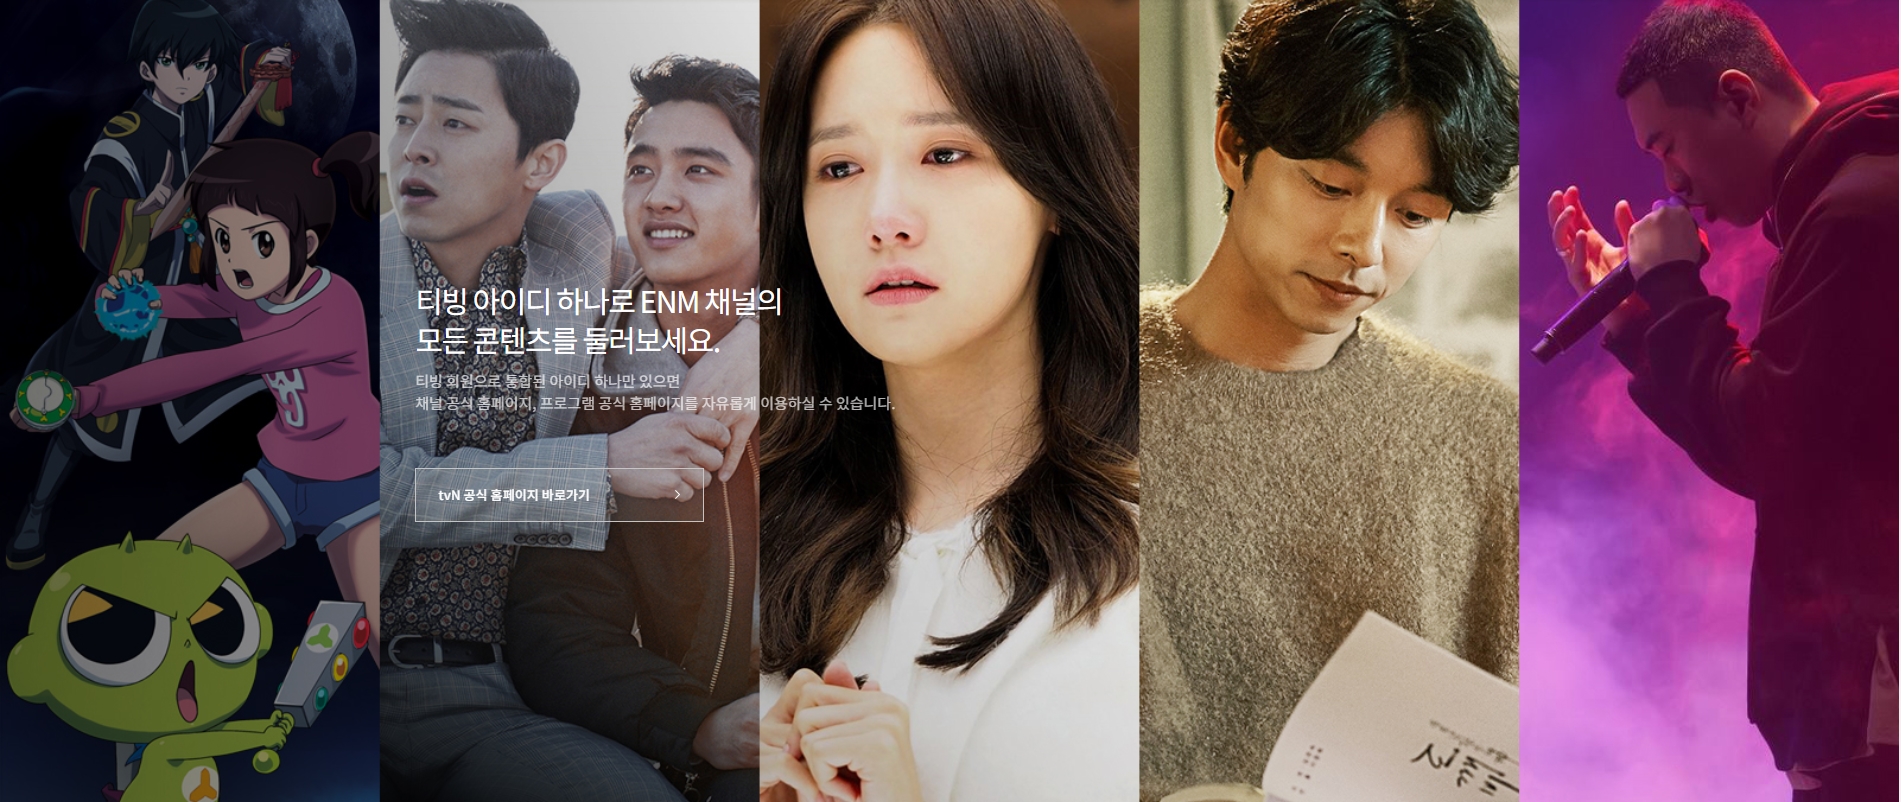 티빙 아이디 하나로 ENM 채널의
모든 콘텐츠를 둘러보세요.
티빙 회원으로 통합된 아이디 하나만 있으면
채널 공식 홈페이지, 프로그램 공식 홈페이지를 자유롭게 이용하실 수 있습니다.
tvN 공식 홈페이지 바로가기